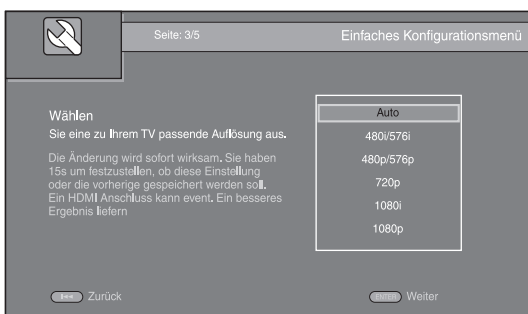 Seite: 3/5
Einfaches Konfigurationsmenü
Wählen
Sie eine zu Ihrem TV passende Auflösung aus.
Die Änderung wird sofort wirksam. Sie haben
15s um festzustellen, ob diese Einstellung
oder die vorherige gespeichert werden soll.
Ein HDMI Anschluss kann event. Ein besseres
Ergebnis liefern
Auto
480i/576i
480p/576p
720p
1080i
1080p
Zurück
ENTER Weiter